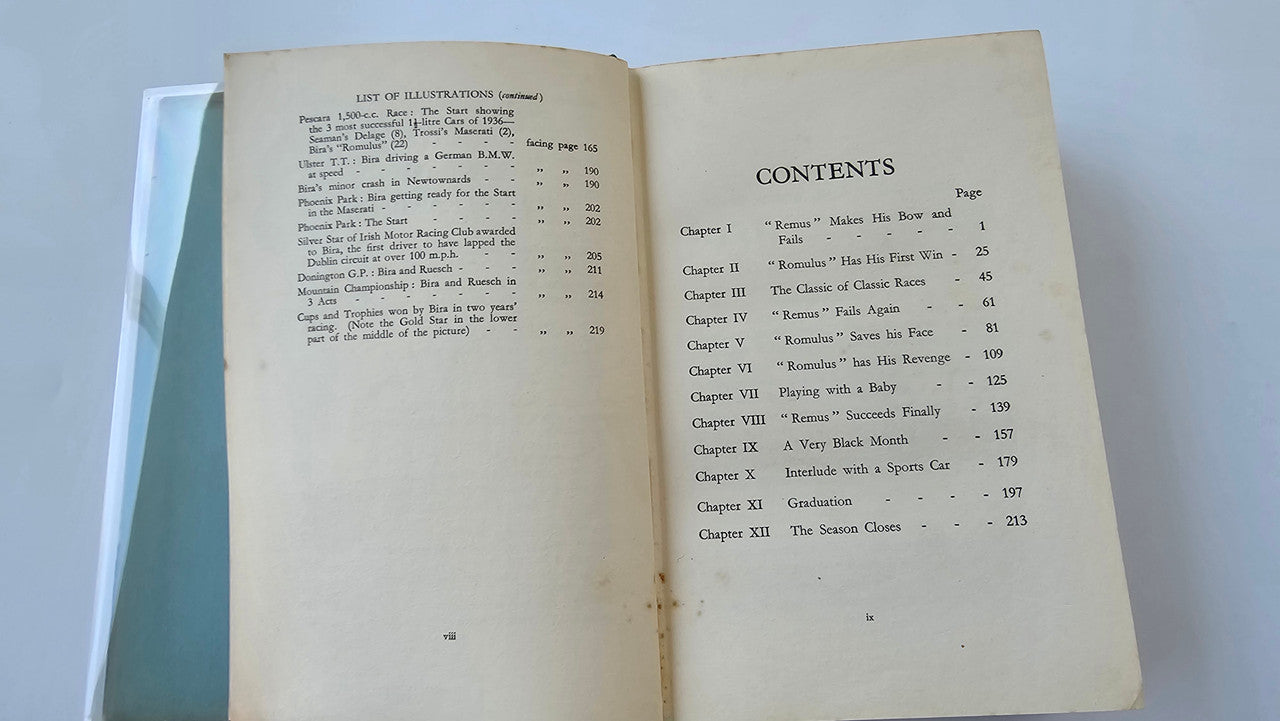 LIST OF ILLUSTRATIONS (continued)
Pescara 1,500-c.c. Race: The Start showing
the 3 most successful 1½-litre Cars of 1936—
Seaman's Delage (8), Trossi's Maserati (2),
Bira's "Romulus" (22) - - - - facing page 165
Ulster T.T.: Bira driving a German B.M.W.
at speed - - - - - - - „ „ 190
Bira's minor crash in Newtownards - - „ „ 190
Phoenix Park: Bira getting ready for the Start
in the Maserati - - - - - - „ „ 202
Phoenix Park: The Start - - - - „ „ 202
Silver Star of Irish Motor Racing Club awarded
to Bira, the first driver to have lapped the
Dublin circuit at over 100 m.p.h. - - „ „ 205
Donington G.P.: Bira and Ruesch - - - „ „ 211
Mountain Championship: Bira and Ruesch in
3 Acts - - - - - - - „ „ 214
Cups and Trophies won by Bira in two years'
racing. (Note the Gold Star in the lower
part of the middle of the picture) - - „ „ 219
viii
CONTENTS
Page
Chapter I "Remus" Makes His Bow and
Fails - - - - - 1
Chapter II "Romulus" Has His First Win - 25
Chapter III The Classic of Classic Races - 45
Chapter IV "Remus" Fails Again - - 61
Chapter V "Romulus" Saves his Face - 81
Chapter VI "Romulus" has His Revenge - 109
Chapter VII Playing with a Baby - - 125
Chapter VIII "Remus" Succeeds Finally - 139
Chapter IX A Very Black Month - - 157
Chapter X Interlude with a Sports Car - 179
Chapter XI Graduation - - - - 197
Chapter XII The Season Closes - - - 213
ix